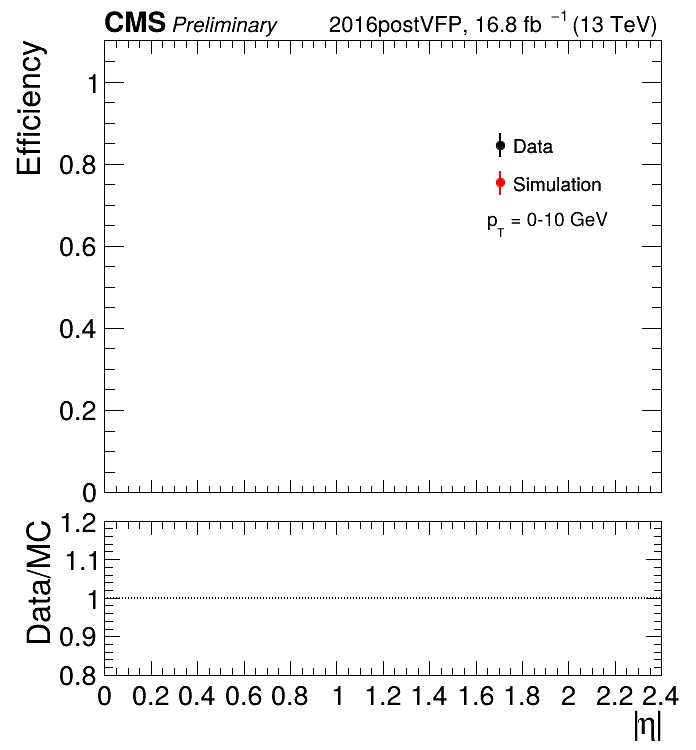 CMS Preliminary 2016postVFP, 16.8 fb⁻¹ (13 TeV)
Efficiency
1
0.8
0.6
0.4
0.2
0
Data
Simulation
p_T = 0-10 GeV
Data/MC
1.2
1.1
1
0.9
0.8
0 0.2 0.4 0.6 0.8 1 1.2 1.4 1.6 1.8 2 2.2 2.4
|η|